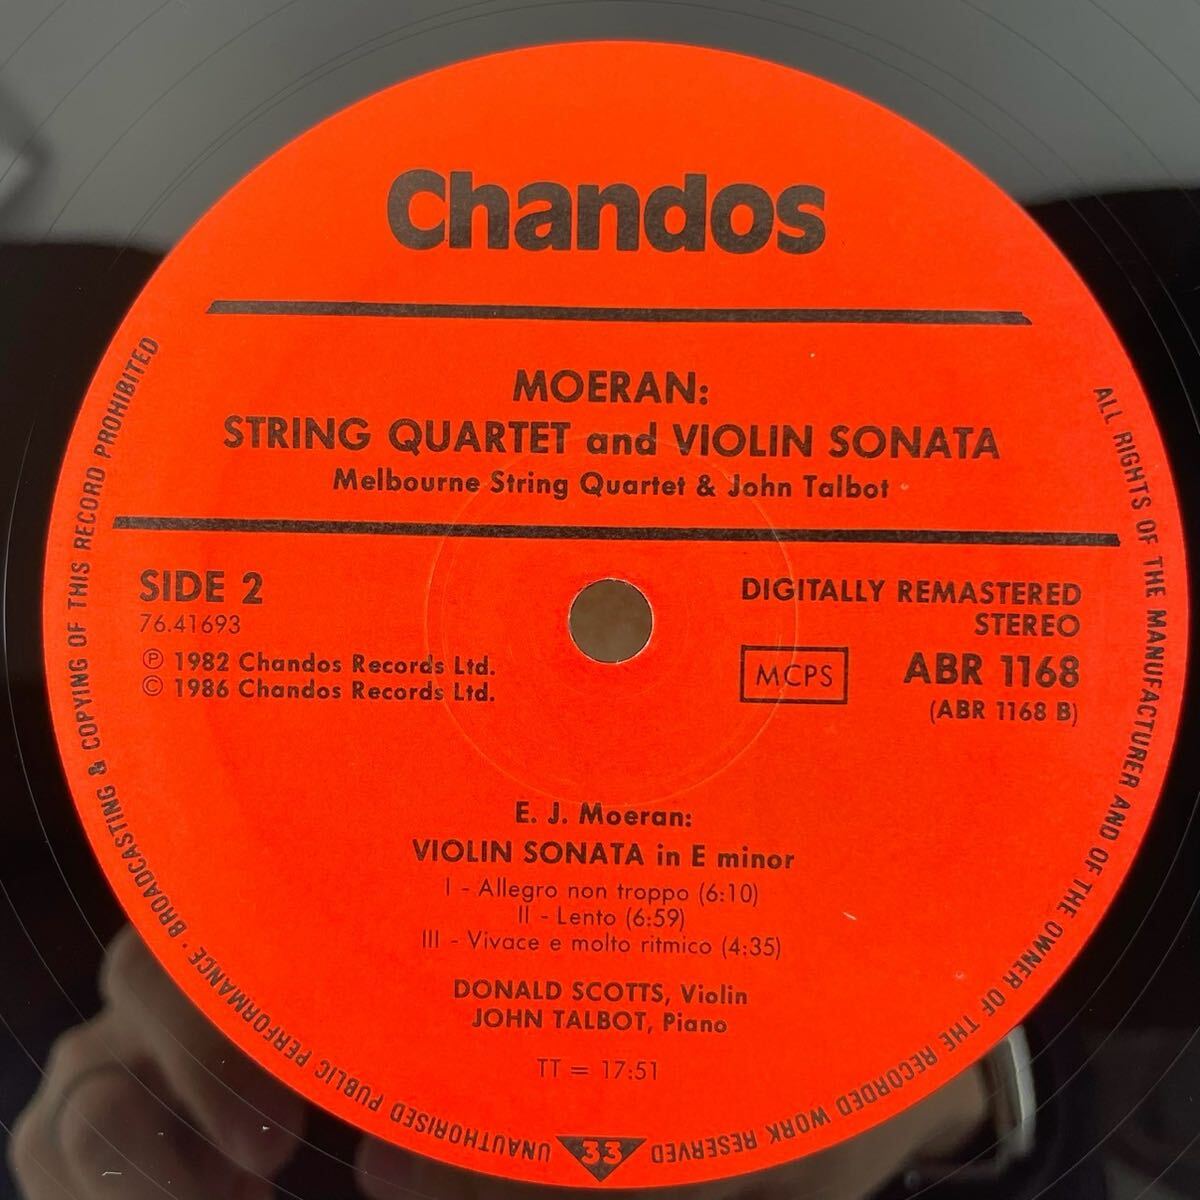 Chandos
MOERAN:
STRING QUARTET and VIOLIN SONATA
Melbourne String Quartet & John Talbot
SIDE 2
76.41693
℗ 1982 Chandos Records Ltd.
© 1986 Chandos Records Ltd.
DIGITALLY REMASTERED
STEREO
MCPS
ABR 1168
(ABR 1168 B)
E. J. Moeran:
VIOLIN SONATA in E minor
I - Allegro non troppo (6:10)
II - Lento (6:59)
III - Vivace e molto ritmico (4:35)
DONALD SCOTTS, Violin
JOHN TALBOT, Piano
TT = 17:51
33
ALL RIGHTS OF THE MANUFACTURER AND OF THE OWNER OF THE RECORDED WORK RESERVED
UNAUTHORISED PUBLIC PERFORMANCE · BROADCASTING & COPYING OF THIS RECORD PROHIBITED